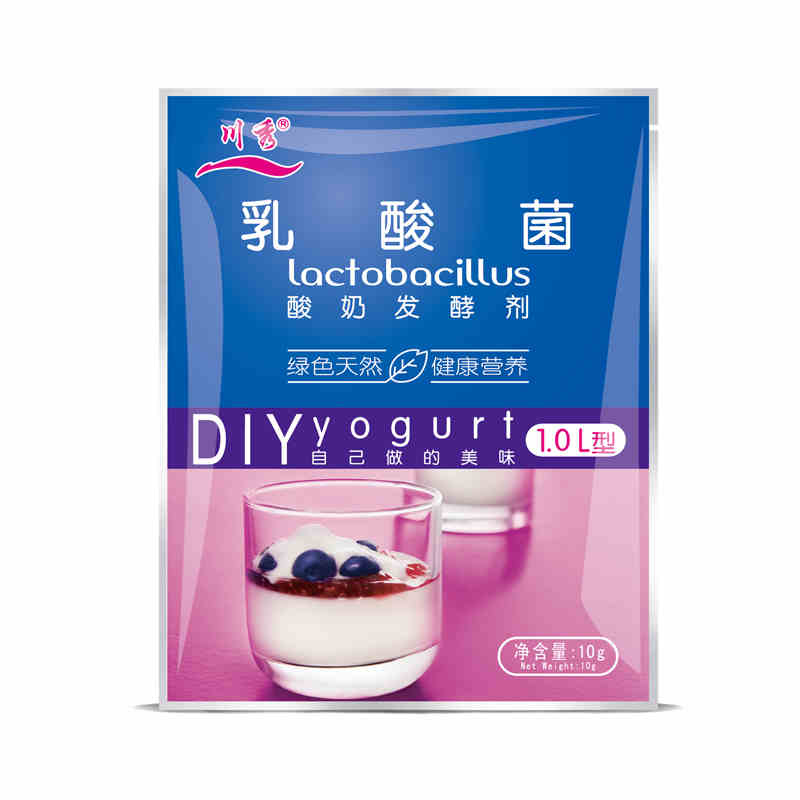 川秀®
乳酸菌
lactobacillus
酸奶发酵剂
绿色天然 健康营养
DIY yogurt
自己做的美味
1.0L型
净含量:10g
Net Weight:10g